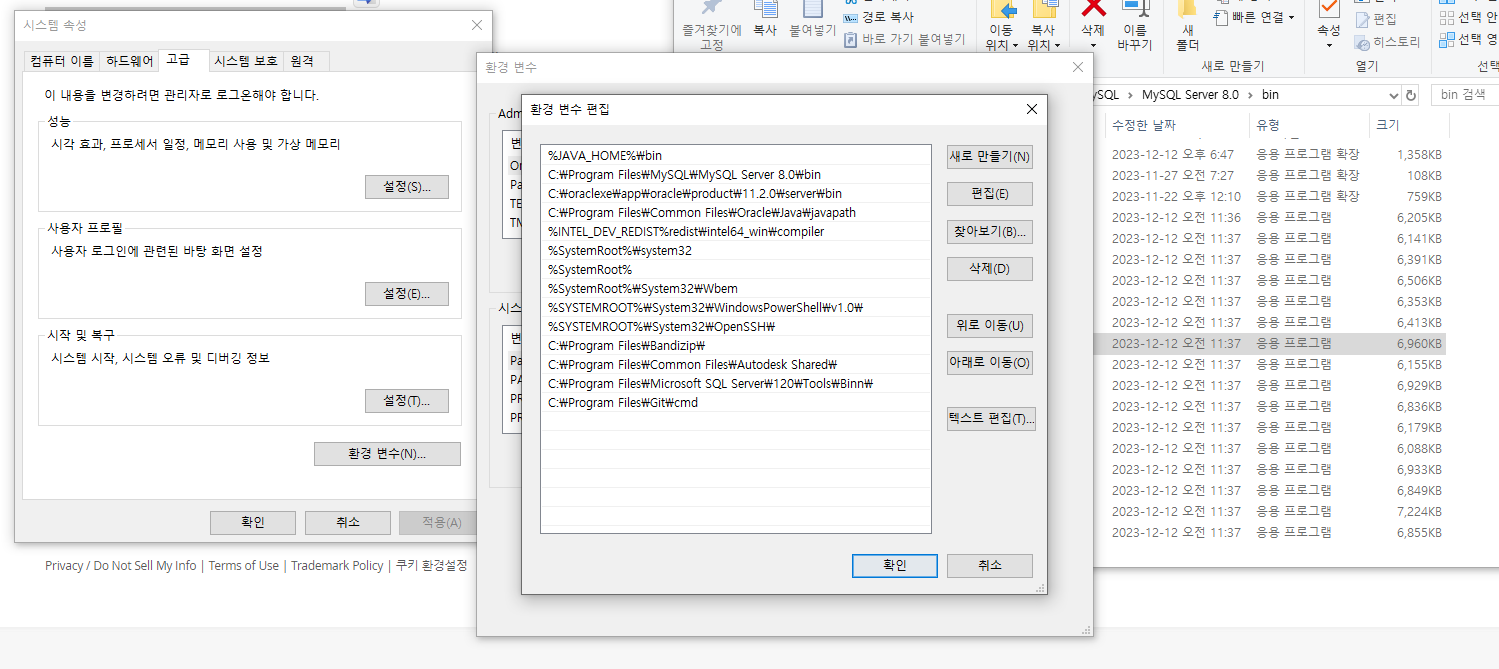 시스템 속성
컴퓨터 이름
하드웨어
고급
시스템 보호
원격
이 내용을 변경하려면 관리자로 로그온해야 합니다.
성능
시각 효과, 프로세서 일정, 메모리 사용 및 가상 메모리
설정(S)...
사용자 프로필
사용자 로그인에 관련된 바탕 화면 설정
설정(E)...
시작 및 복구
시스템 시작, 시스템 오류 및 디버깅 정보
설정(T)...
환경 변수(N)...
확인
취소
적용(A)
Privacy / Do Not Sell My Info | Terms of Use | Trademark Policy | 쿠키 환경설정
환경 변수
환경 변수 편집
%JAVA_HOME%₩bin
C:₩Program Files₩MySQL₩MySQL Server 8.0₩bin
C:₩oraclexe₩app₩oracle₩product₩11.2.0₩server₩bin
C:₩Program Files₩Common Files₩Oracle₩Java₩javapath
%INTEL_DEV_REDIST%redist₩intel64_win₩compiler
%SystemRoot%₩system32
%SystemRoot%
%SystemRoot%₩System32₩Wbem
%SYSTEMROOT%₩System32₩WindowsPowerShell₩v1.0₩
%SYSTEMROOT%₩System32₩OpenSSH₩
C:₩Program Files₩Bandizip₩
C:₩Program Files₩Common Files₩Autodesk Shared₩
C:₩Program Files₩Microsoft SQL Server₩120₩Tools₩Binn₩
C:₩Program Files₩Git₩cmd
새로 만들기(N)
편집(E)
찾아보기(B)...
삭제(D)
위로 이동(U)
아래로 이동(O)
텍스트 편집(T)...
확인
취소
즐겨찾기에 고정
복사
붙여넣기
경로 복사
바로 가기 붙여넣기
이동 위치
복사 위치
삭제
이름 바꾸기
새 폴더
빠른 연결
새로 만들기
속성
편집
히스토리
열기
선택
MySQL Server 8.0 > bin
bin 검색
수정한 날짜 유형 크기
2023-12-12 오후 6:47 응용 프로그램 확장 1,358KB
2023-11-27 오전 7:27 응용 프로그램 확장 108KB
2023-11-22 오후 12:10 응용 프로그램 확장 759KB
2023-12-12 오전 11:36 응용 프로그램 6,205KB
2023-12-12 오전 11:37 응용 프로그램 6,141KB
2023-12-12 오전 11:37 응용 프로그램 6,391KB
2023-12-12 오전 11:37 응용 프로그램 6,506KB
2023-12-12 오전 11:37 응용 프로그램 6,353KB
2023-12-12 오전 11:37 응용 프로그램 6,413KB
2023-12-12 오전 11:37 응용 프로그램 6,960KB
2023-12-12 오전 11:37 응용 프로그램 6,155KB
2023-12-12 오전 11:37 응용 프로그램 6,929KB
2023-12-12 오전 11:37 응용 프로그램 6,836KB
2023-12-12 오전 11:37 응용 프로그램 6,179KB
2023-12-12 오전 11:37 응용 프로그램 6,088KB
2023-12-12 오전 11:37 응용 프로그램 6,933KB
2023-12-12 오전 11:37 응용 프로그램 6,849KB
2023-12-12 오전 11:37 응용 프로그램 7,224KB
2023-12-12 오전 11:37 응용 프로그램 6,855KB